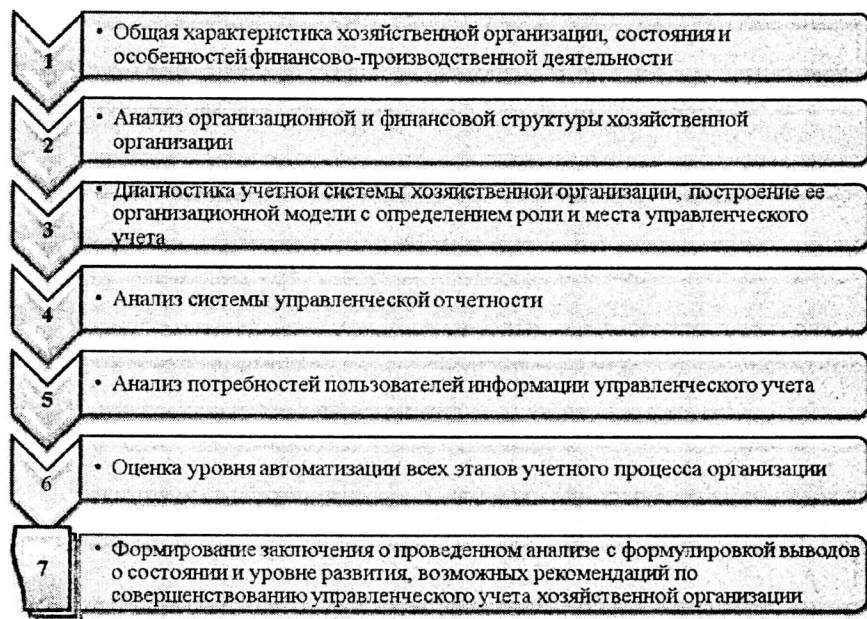 1
• Общая характеристика хозяйственной организации, состояния и
особенностей финансово-производственной деятельности
2
• Анализ организационной и финансовой структуры хозяйственной
организации
3
• Диагностика учетной системы хозяйственной организации, построение ее
организационной модели с определением роли и места управленческого
учета
4
• Анализ системы управленческой отчетности
5
• Анализ потребностей пользователей информации управленческого учета
6
• Оценка уровня автоматизации всех этапов учетного процесса организации
7
• Формирование заключения о проведенном анализе с формулировкой выводов
о состоянии и уровне развития, возможных рекомендаций по
совершенствованию управленческого учета хозяйственной организации